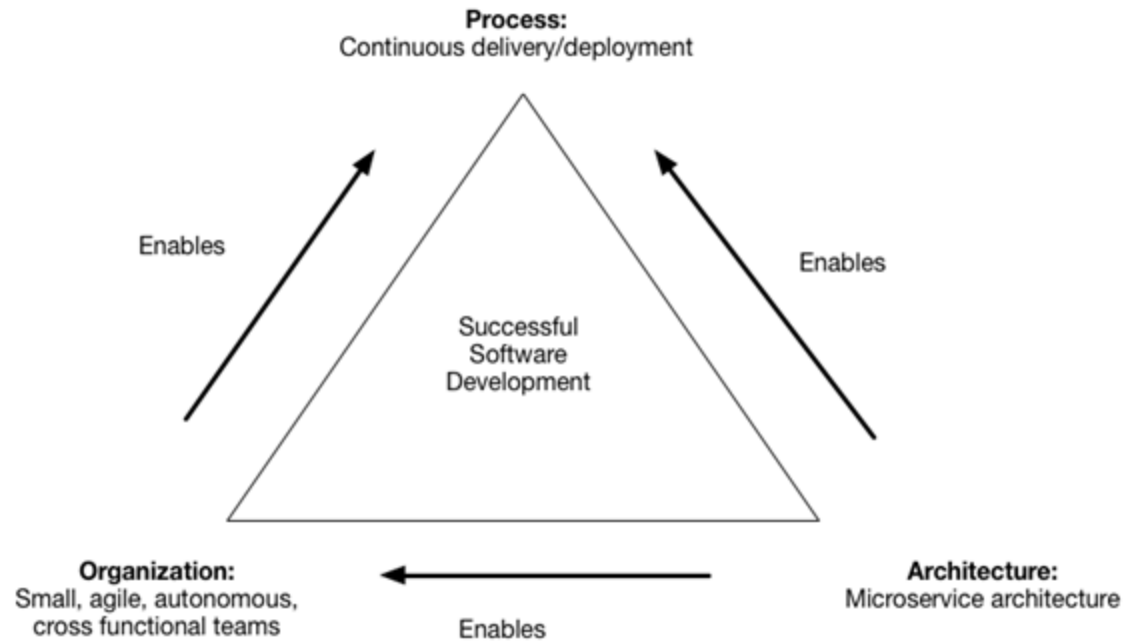 Process:
Continuous delivery/deployment
Enables
Enables
Successful
Software
Development
Organization:
Small, agile, autonomous,
cross functional teams
Enables
Architecture:
Microservice architecture